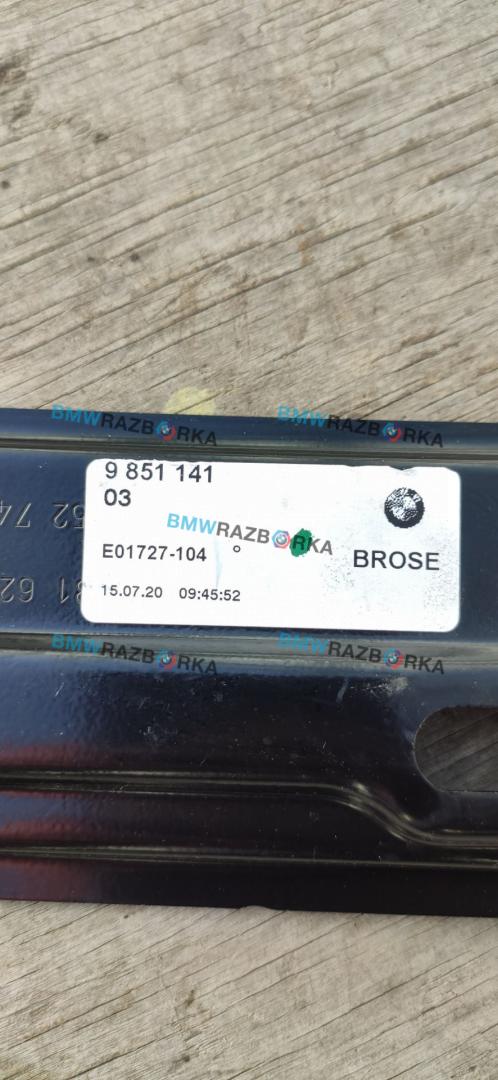 BMWRAZBORKA BMWRAZBORKA
9 851 141
03
BMWRAZBORKA
E01727-104 °
BROSE
15.07.20 09:45:52
BMWRAZBORKA BMWRAZBORKA